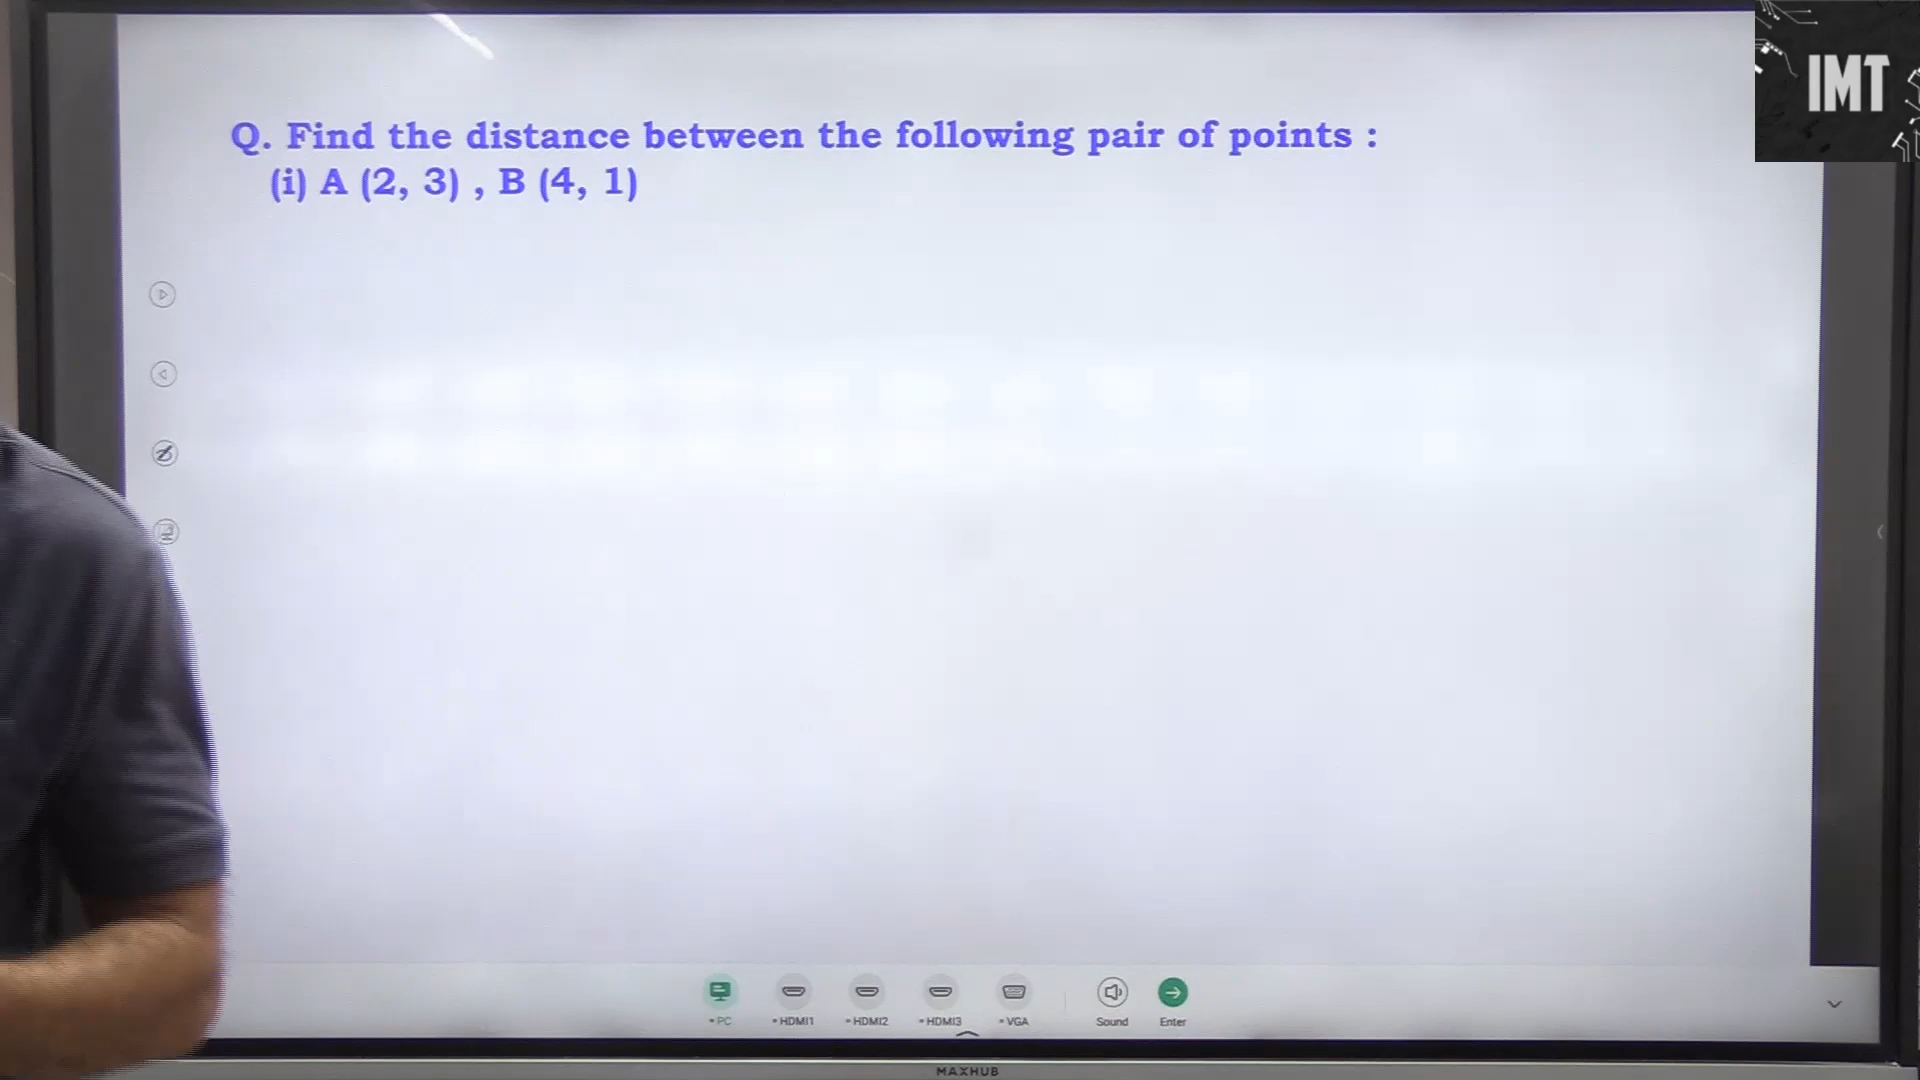 IMT
Q. Find the distance between the following pair of points :
(i) A (2, 3) , B (4, 1)
PC HDMI1 HDMI2 HDMI3 VGA Sound Enter
MAXHUB